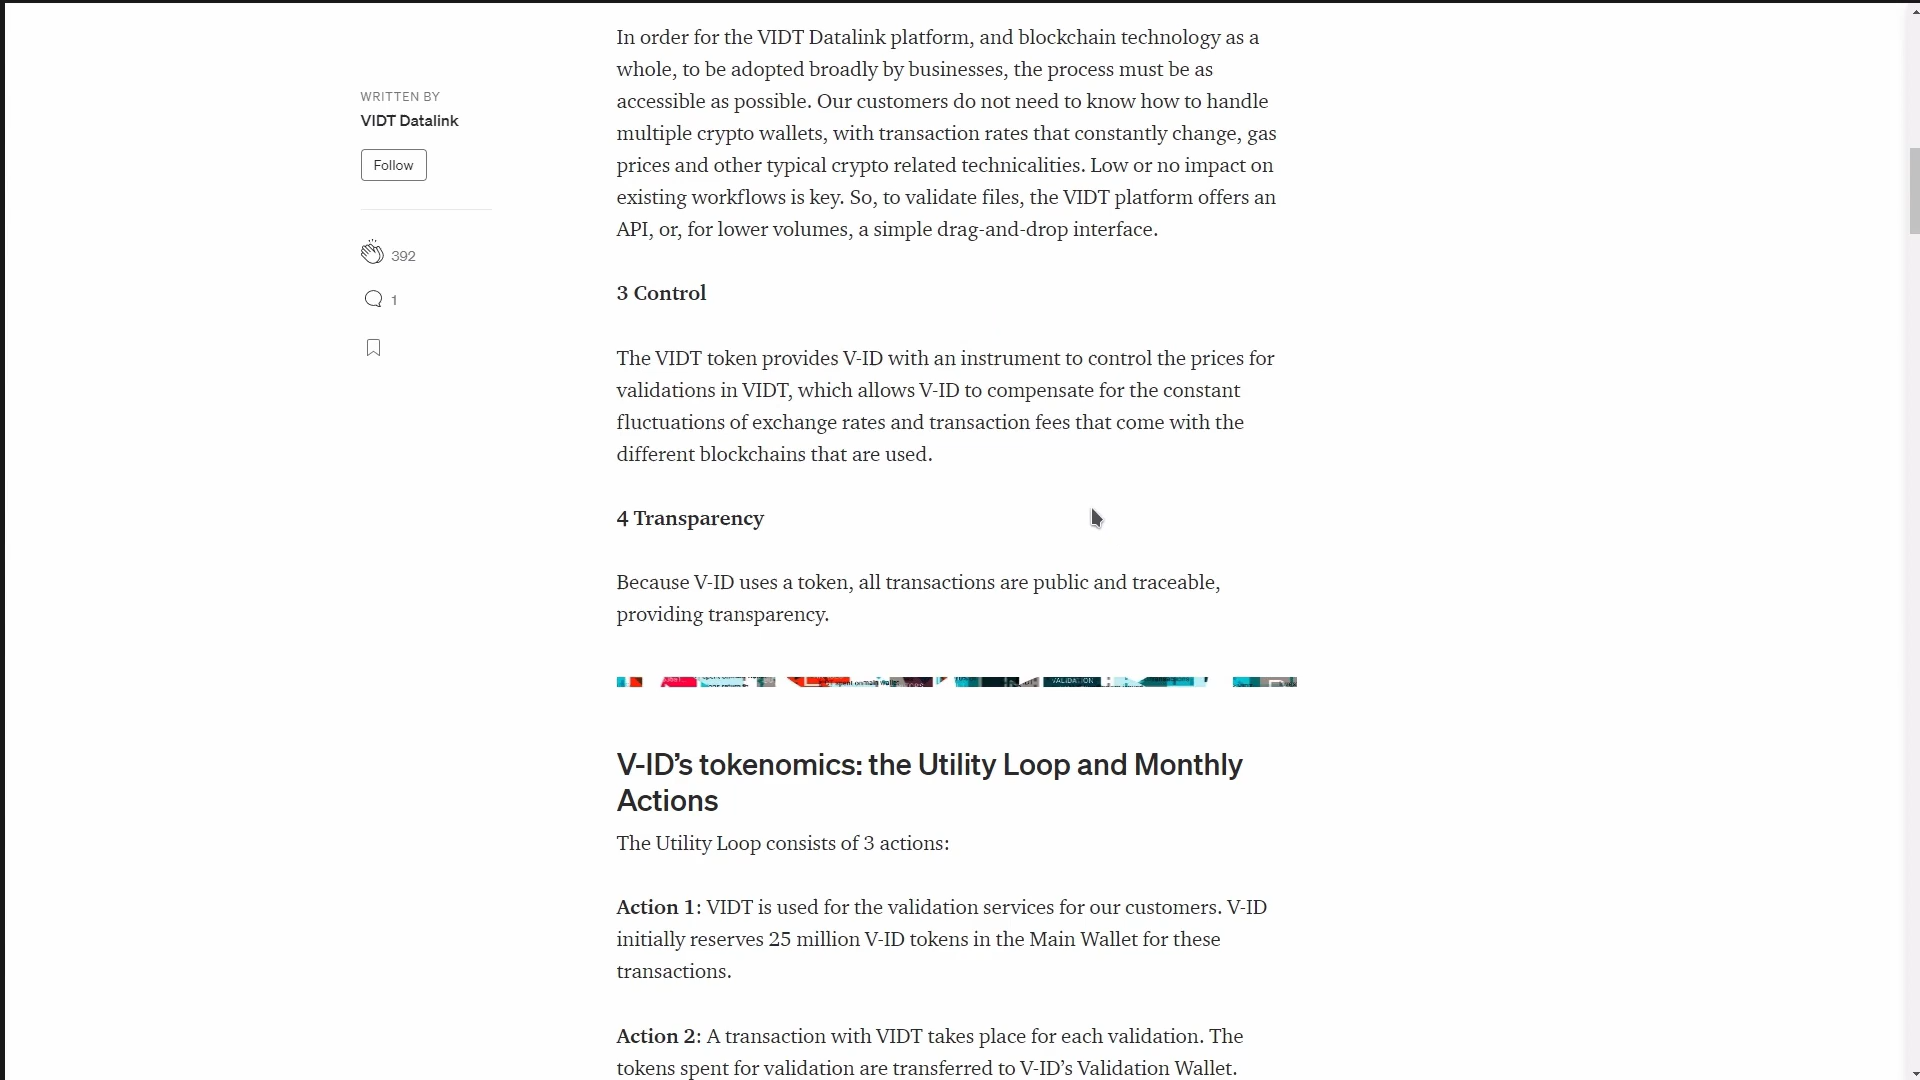 In order for the VIDT Datalink platform, and blockchain technology as a
whole, to be adopted broadly by businesses, the process must be as
accessible as possible. Our customers do not need to know how to handle
multiple crypto wallets, with transaction rates that constantly change, gas
prices and other typical crypto related technicalities. Low or no impact on
existing workflows is key. So, to validate files, the VIDT platform offers an
API, or, for lower volumes, a simple drag-and-drop interface.
WRITTEN BY
VIDT Datalink
Follow
392
1
3 Control
The VIDT token provides V-ID with an instrument to control the prices for
validations in VIDT, which allows V-ID to compensate for the constant
fluctuations of exchange rates and transaction fees that come with the
different blockchains that are used.
4 Transparency
Because V-ID uses a token, all transactions are public and traceable,
providing transparency.
VALIDATION
V-ID’s tokenomics: the Utility Loop and Monthly
Actions
The Utility Loop consists of 3 actions:
Action 1: VIDT is used for the validation services for our customers. V-ID
initially reserves 25 million V-ID tokens in the Main Wallet for these
transactions.
Action 2: A transaction with VIDT takes place for each validation. The
tokens spent for validation are transferred to V-ID’s Validation Wallet.